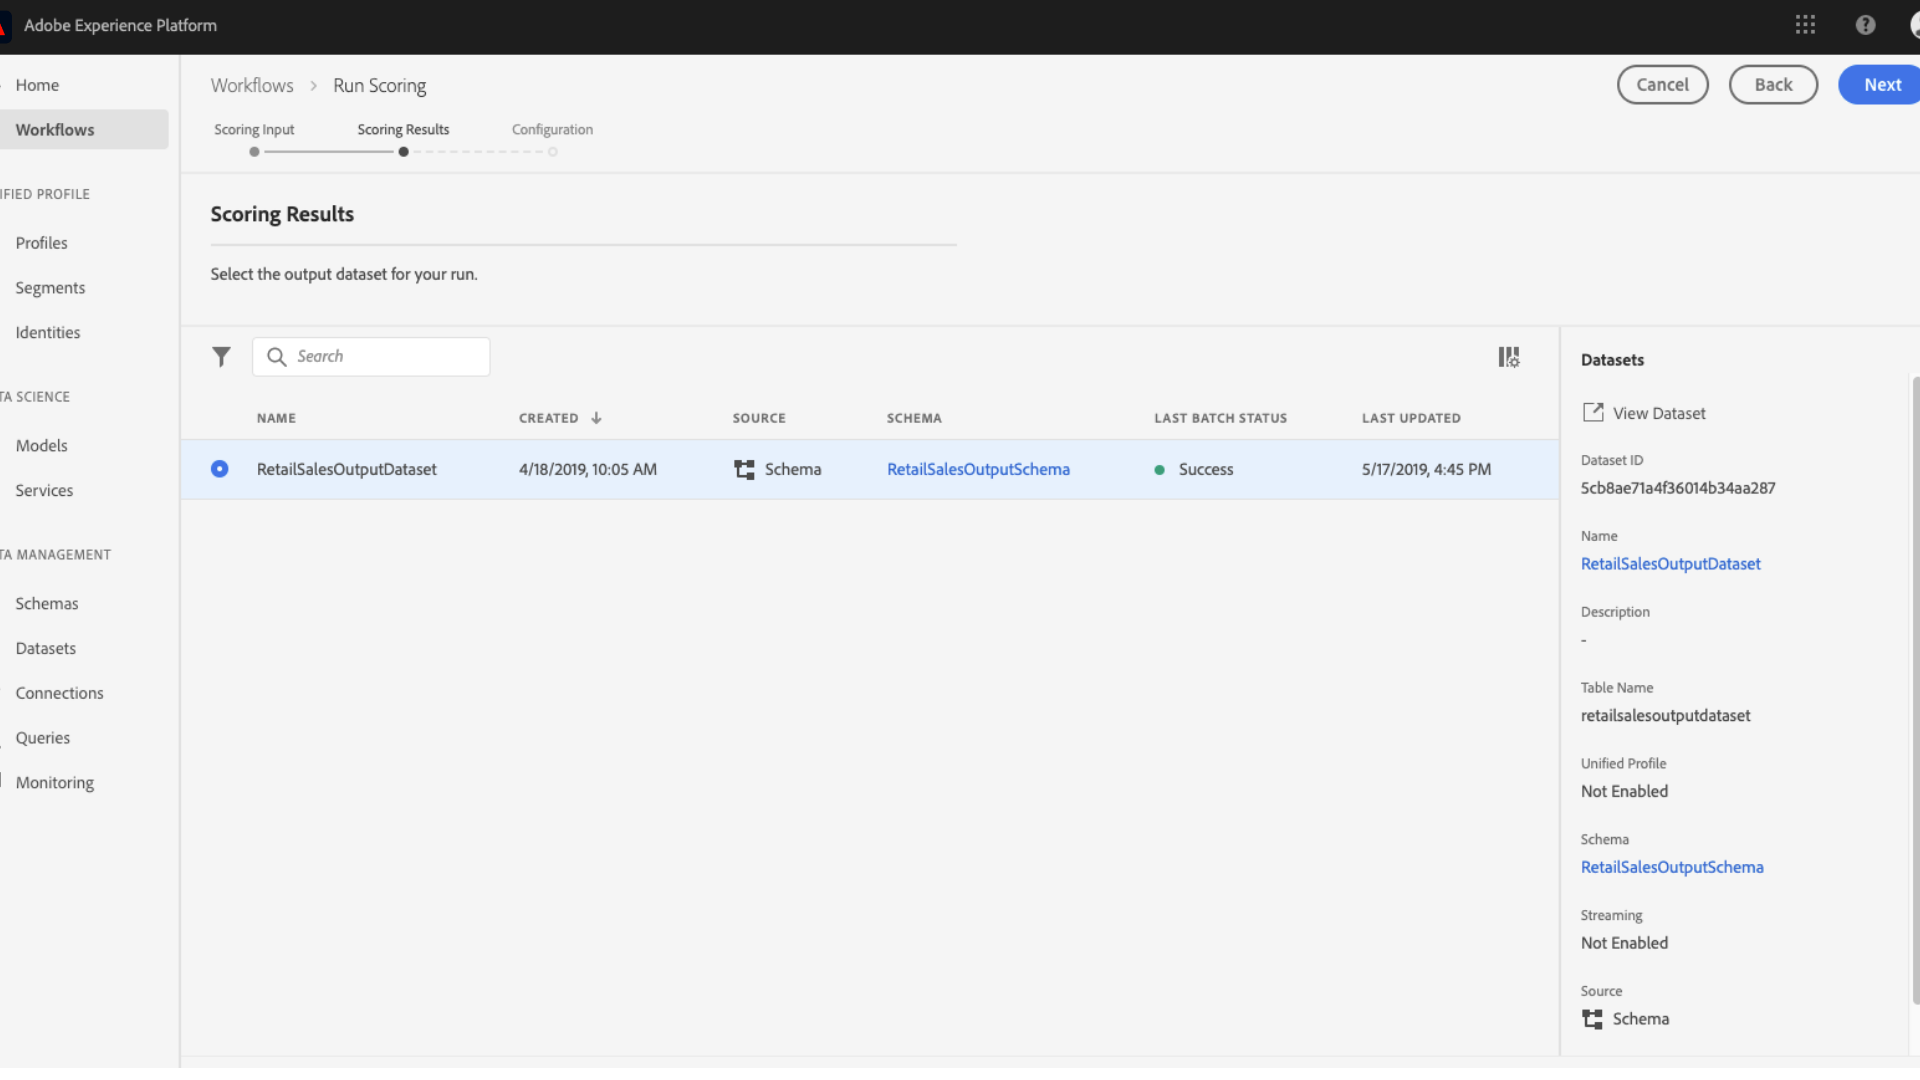 Adobe Experience Platform
Home
Workflows
IFIED PROFILE
Profiles
Segments
Identities
TA SCIENCE
Models
Services
TA MANAGEMENT
Schemas
Datasets
Connections
Queries
Monitoring
Workflows > Run Scoring
Cancel
Back
Next
Scoring Input
Scoring Results
Configuration
Scoring Results
Select the output dataset for your run.
Search
NAME CREATED ↓ SOURCE SCHEMA LAST BATCH STATUS LAST UPDATED
RetailSalesOutputDataset 4/18/2019, 10:05 AM Schema RetailSalesOutputSchema Success 5/17/2019, 4:45 PM
Datasets
View Dataset
Dataset ID
5cb8ae71a4f36014b34aa287
Name
RetailSalesOutputDataset
Description
-
Table Name
retailsalesoutputdataset
Unified Profile
Not Enabled
Schema
RetailSalesOutputSchema
Streaming
Not Enabled
Source
Schema